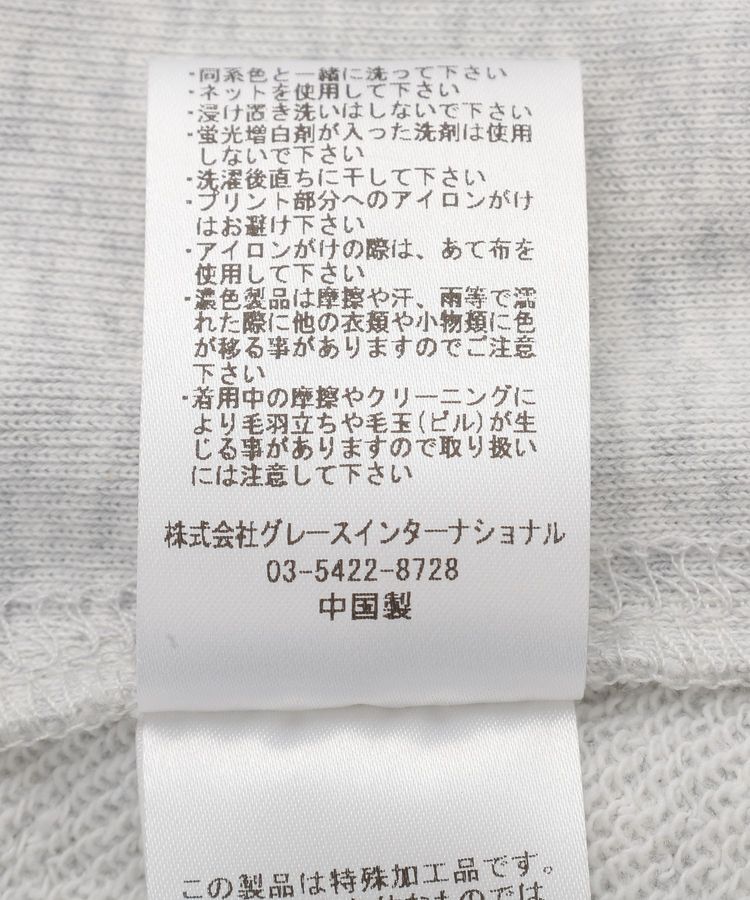 ・同系色と一緒に洗って下さい
・ネットを使用して下さい
・浸け置き洗いはしないで下さい
・蛍光増白剤が入った洗剤は使用
しないで下さい
・洗濯後直ちに干して下さい
・プリント部分へのアイロンがけ
はお避け下さい
・アイロンがけの際は、あて布を
使用して下さい
・濃色製品は摩擦や汗、雨等で濡
れた際に他の衣類や小物類に色
が移る事がありますのでご注意
下さい
・着用中の摩擦やクリーニングに
より毛羽立ちや毛玉(ピル)が生
じる事がありますので取り扱い
には注意して下さい
株式会社グレースインターナショナル
03-5422-8728
中国製
この製品は特殊加工品です。